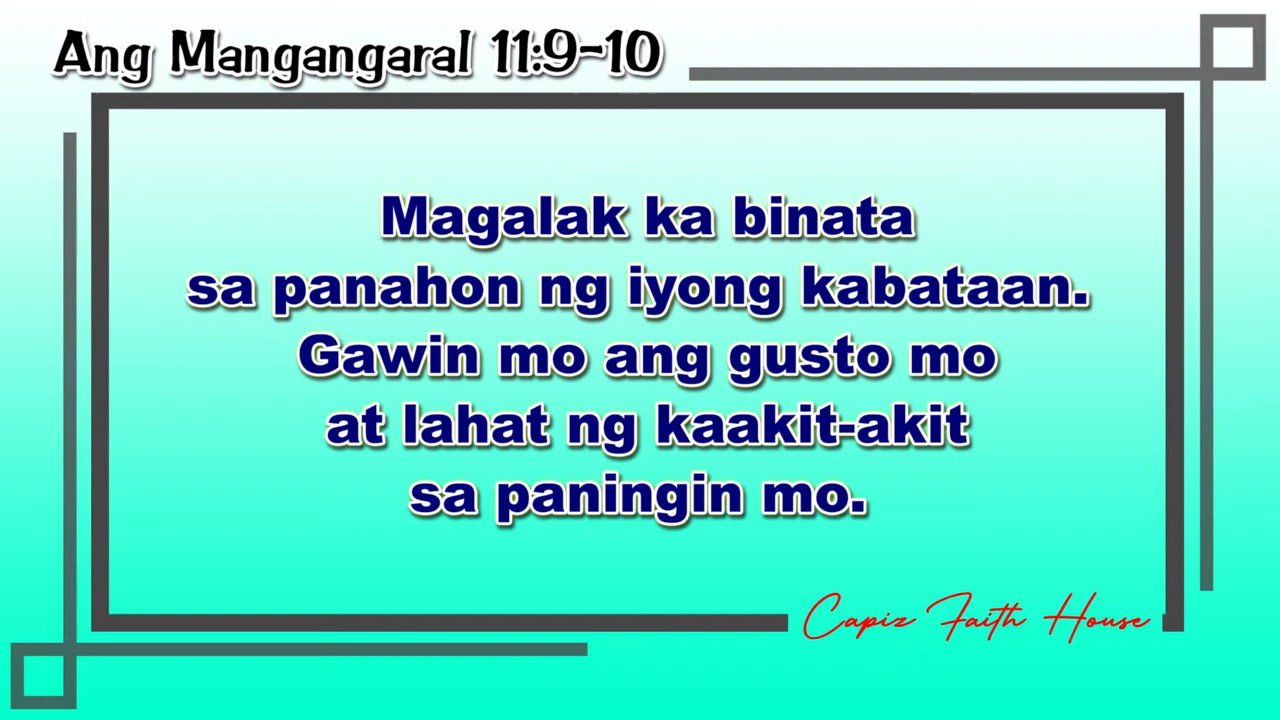 Ang Mangangaral 11:9-10
Magalak ka binata
sa panahon ng iyong kabataan.
Gawin mo ang gusto mo
at lahat ng kaakit-akit
sa paningin mo.
Capiz Faith House